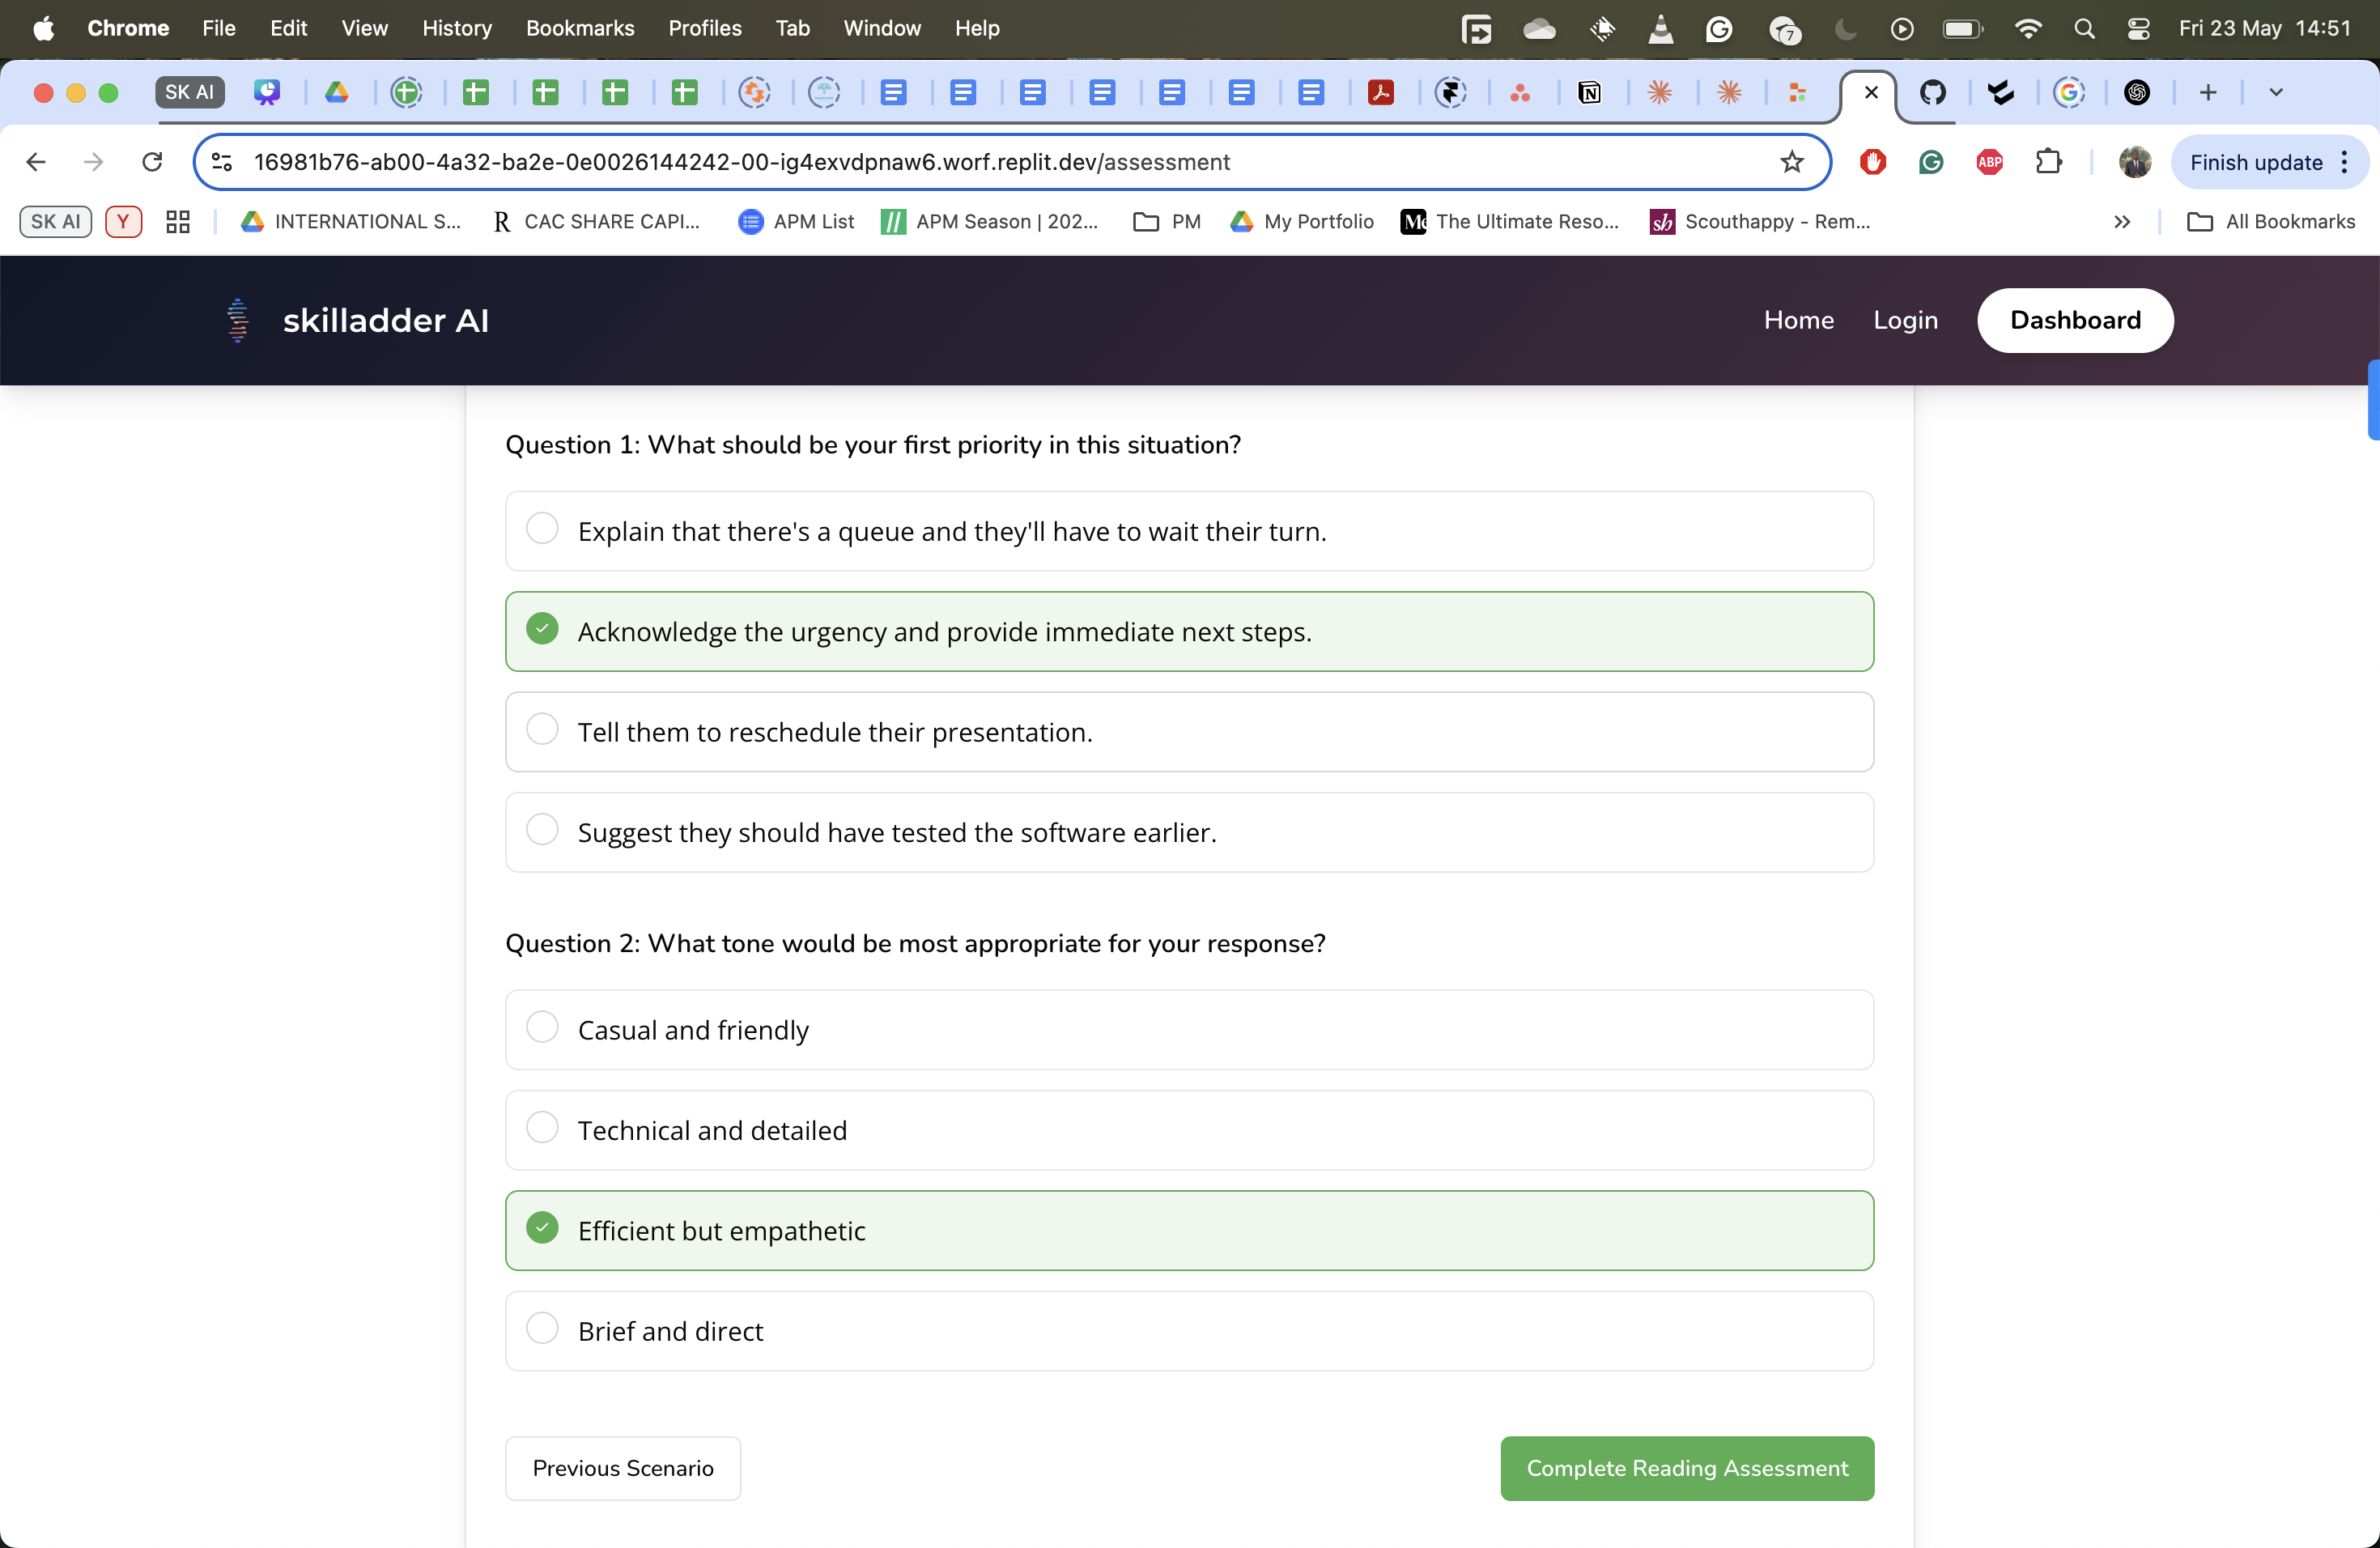 Chrome File Edit View History Bookmarks Profiles Tab Window Help 7 Fri 23 May 14:51
SK AI
16981b76-ab00-4a32-ba2e-0e0026144242-00-ig4exvdpnaw6.worf.replit.dev/assessment ABP Finish update
SK AI Y INTERNATIONAL S... R CAC SHARE CAPI... APM List APM Season | 202... PM My Portfolio The Ultimate Reso... sh Scouthappy - Rem... All Bookmarks
skilladder AI Home Login Dashboard
Question 1: What should be your first priority in this situation?
Explain that there's a queue and they'll have to wait their turn.
Acknowledge the urgency and provide immediate next steps.
Tell them to reschedule their presentation.
Suggest they should have tested the software earlier.
Question 2: What tone would be most appropriate for your response?
Casual and friendly
Technical and detailed
Efficient but empathetic
Brief and direct
Previous Scenario Complete Reading Assessment